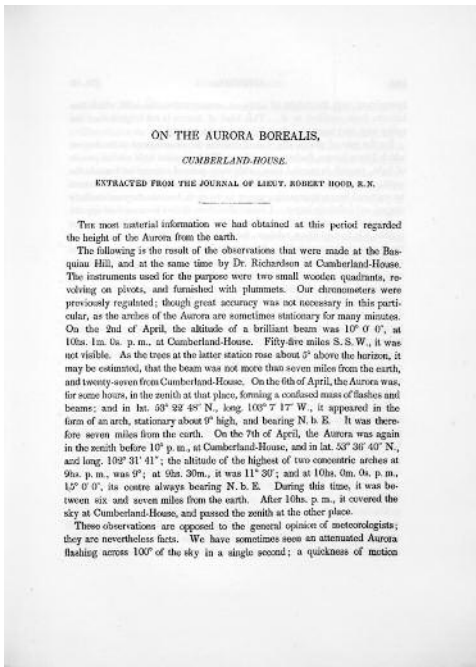 ON THE AURORA BOREALIS,
CUMBERLAND-HOUSE.
EXTRACTED FROM THE JOURNAL OF LIEUT. ROBERT HOOD, R.N.
THE most material information we had obtained at this period regarded
the height of the Aurora from the earth.
The following is the result of the observations that were made at the Bas-
quiau Hill, and at the same time by Dr. Richardson at Cumberland-House.
The instruments used for the purpose were two small wooden quadrants, re-
volving on pivots, and furnished with plummets. Our chronometers were
previously regulated; though great accuracy was not necessary in this parti-
cular, as the arches of the Aurora are sometimes stationary for many minutes.
On the 2nd of April, the altitude of a brilliant beam was 10° 0′ 0″, at
10hs. 1m. 0s. p. m., at Cumberland-House. Fifty-five miles S. S. W., it was
not visible. As the trees at the latter station rose about 5° above the horizon, it
may be estimated, that the beam was not more than seven miles from the earth,
and twenty-seven from Cumberland-House. On the 6th of April, the Aurora was,
for some hours, in the zenith at that place, forming a confused mass of flashes and
beams; and in lat. 53° 22′ 48″ N., long. 103° 7′ 17″ W., it appeared in the
form of an arch, stationary about 9° high, and bearing N. b. E. It was there-
fore seven miles from the earth. On the 7th of April, the Aurora was again
in the zenith before 10° p. m., at Cumberland-House, and in lat. 53° 36′ 40″ N.,
and long. 102° 31′ 41″; the altitude of the highest of two concentric arches at
9hs. p. m., was 9°; at 9hs. 30m., it was 11° 30′; and at 10hs. 0m. 0s. p. m.,
15° 0′ 0″, its centre always bearing N. b. E. During this time, it was be-
tween six and seven miles from the earth. After 10hs. p. m., it covered the
sky at Cumberland-House, and passed the zenith at the other place.
These observations are opposed to the general opinion of meteorologists;
they are nevertheless facts. We have sometimes seen an attenuated Aurora
flashing across 100° of the sky in a single second; a quickness of motion